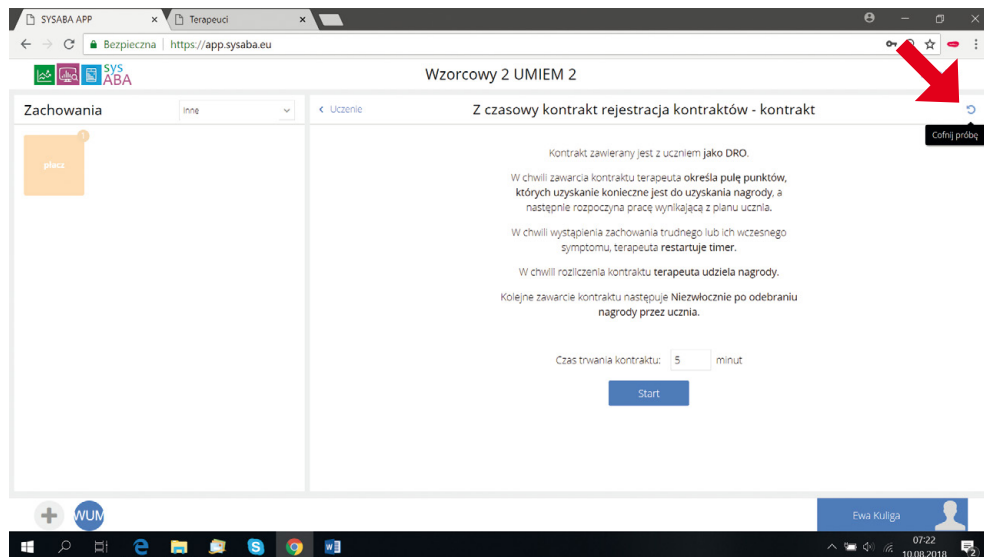 SYSABA APP
Terapeuci
Bezpieczna
https://app.sysaba.eu
SYS
ABA
Wzorcowy 2 UMIEM 2
Zachowania
Inne
Uczenie
Z czasowy kontrakt rejestracja kontraktów - kontrakt
Cofnij próbę
płacz
1
Kontrakt zawierany jest z uczniem jako DRO.
W chwili zawarcia kontraktu terapeuta określa pulę punktów,
których uzyskanie konieczne jest do uzyskania nagrody, a
następnie rozpoczyna pracę wynikającą z planu ucznia.
W chwili wystąpienia zachowania trudnego lub ich wczesnego
symptomu, terapeuta restartuje timer.
W chwili rozliczenia kontraktu terapeuta udziela nagrody.
Kolejne zawarcie kontraktu następuje Niezwłocznie po odebraniu
nagrody przez ucznia.
Czas trwania kontraktu: 5 minut
Start
WUM
Ewa Kuliga
07:22
10.08.2018
2